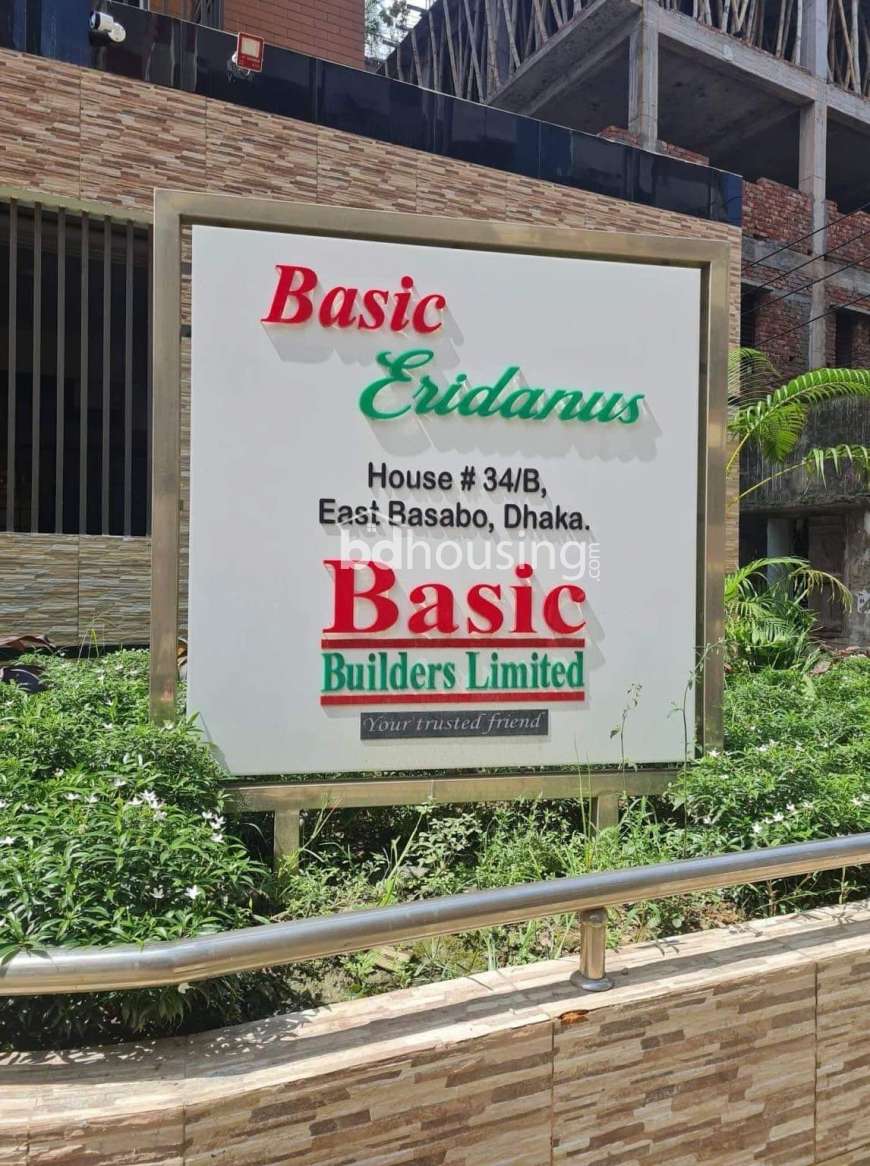 Basic
Eridanus
House # 34/B,
East Basabo, Dhaka.
bdhousing.com
Basic
Builders Limited
Your trusted friend